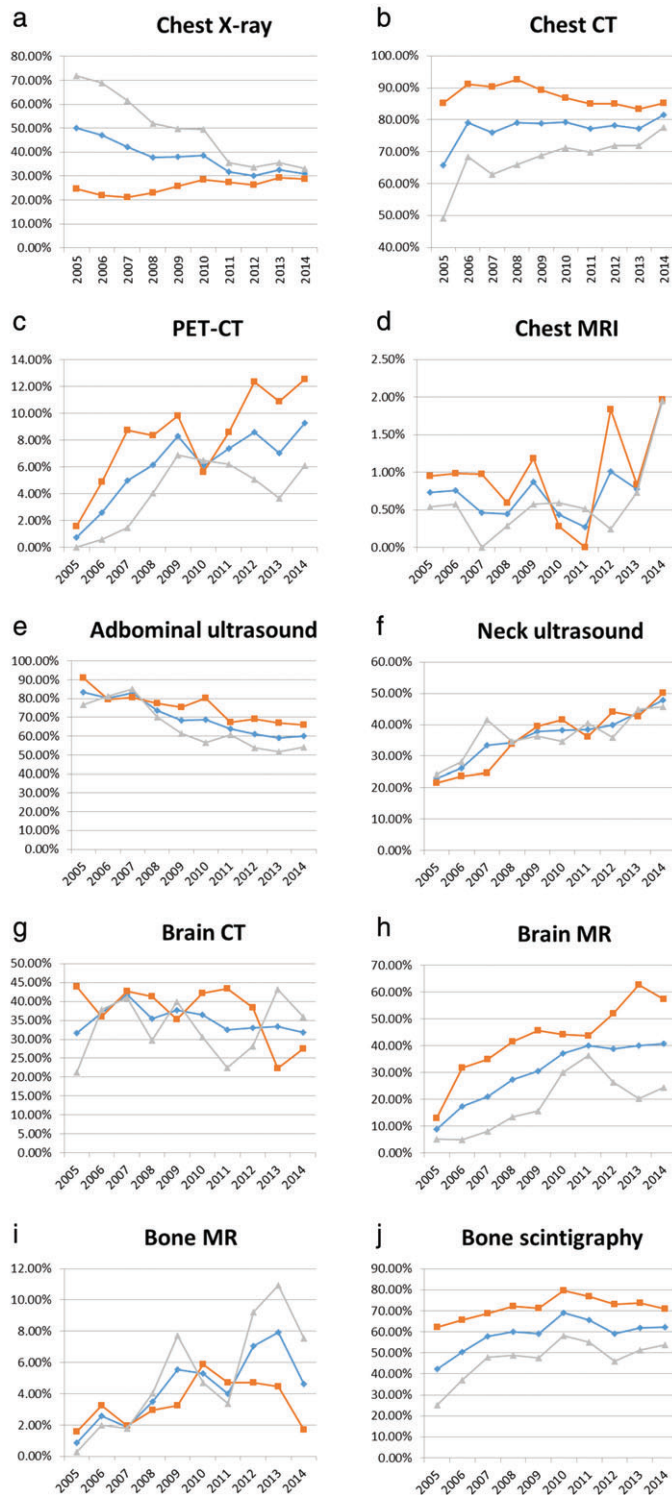 a
Chest X-ray
80.00%
70.00%
60.00%
50.00%
40.00%
30.00%
20.00%
10.00%
0.00%
2005 2006 2007 2008 2009 2010 2011 2012 2013 2014
b
Chest CT
100.00%
90.00%
80.00%
70.00%
60.00%
50.00%
40.00%
2005 2006 2007 2008 2009 2010 2011 2012 2013 2014
c
PET-CT
14.00%
12.00%
10.00%
8.00%
6.00%
4.00%
2.00%
0.00%
2005 2006 2007 2008 2009 2010 2011 2012 2013 2014
d
Chest MRI
2.50%
2.00%
1.50%
1.00%
0.50%
0.00%
2005 2006 2007 2008 2009 2010 2011 2012 2013 2014
e
Adbominal ultrasound
100.00%
90.00%
80.00%
70.00%
60.00%
50.00%
40.00%
30.00%
20.00%
10.00%
0.00%
2005 2006 2007 2008 2009 2010 2011 2012 2013 2014
f
Neck ultrasound
60.00%
50.00%
40.00%
30.00%
20.00%
10.00%
0.00%
2005 2006 2007 2008 2009 2010 2011 2012 2013 2014
g
Brain CT
50.00%
45.00%
40.00%
35.00%
30.00%
25.00%
20.00%
15.00%
10.00%
5.00%
0.00%
2005 2006 2007 2008 2009 2010 2011 2012 2013 2014
h
Brain MR
70.00%
60.00%
50.00%
40.00%
30.00%
20.00%
10.00%
0.00%
2005 2006 2007 2008 2009 2010 2011 2012 2013 2014
i
Bone MR
12.00%
10.00%
8.00%
6.00%
4.00%
2.00%
0.00%
2005 2006 2007 2008 2009 2010 2011 2012 2013 2014
j
Bone scintigraphy
90.00%
80.00%
70.00%
60.00%
50.00%
40.00%
30.00%
20.00%
10.00%
0.00%
2005 2006 2007 2008 2009 2010 2011 2012 2013 2014